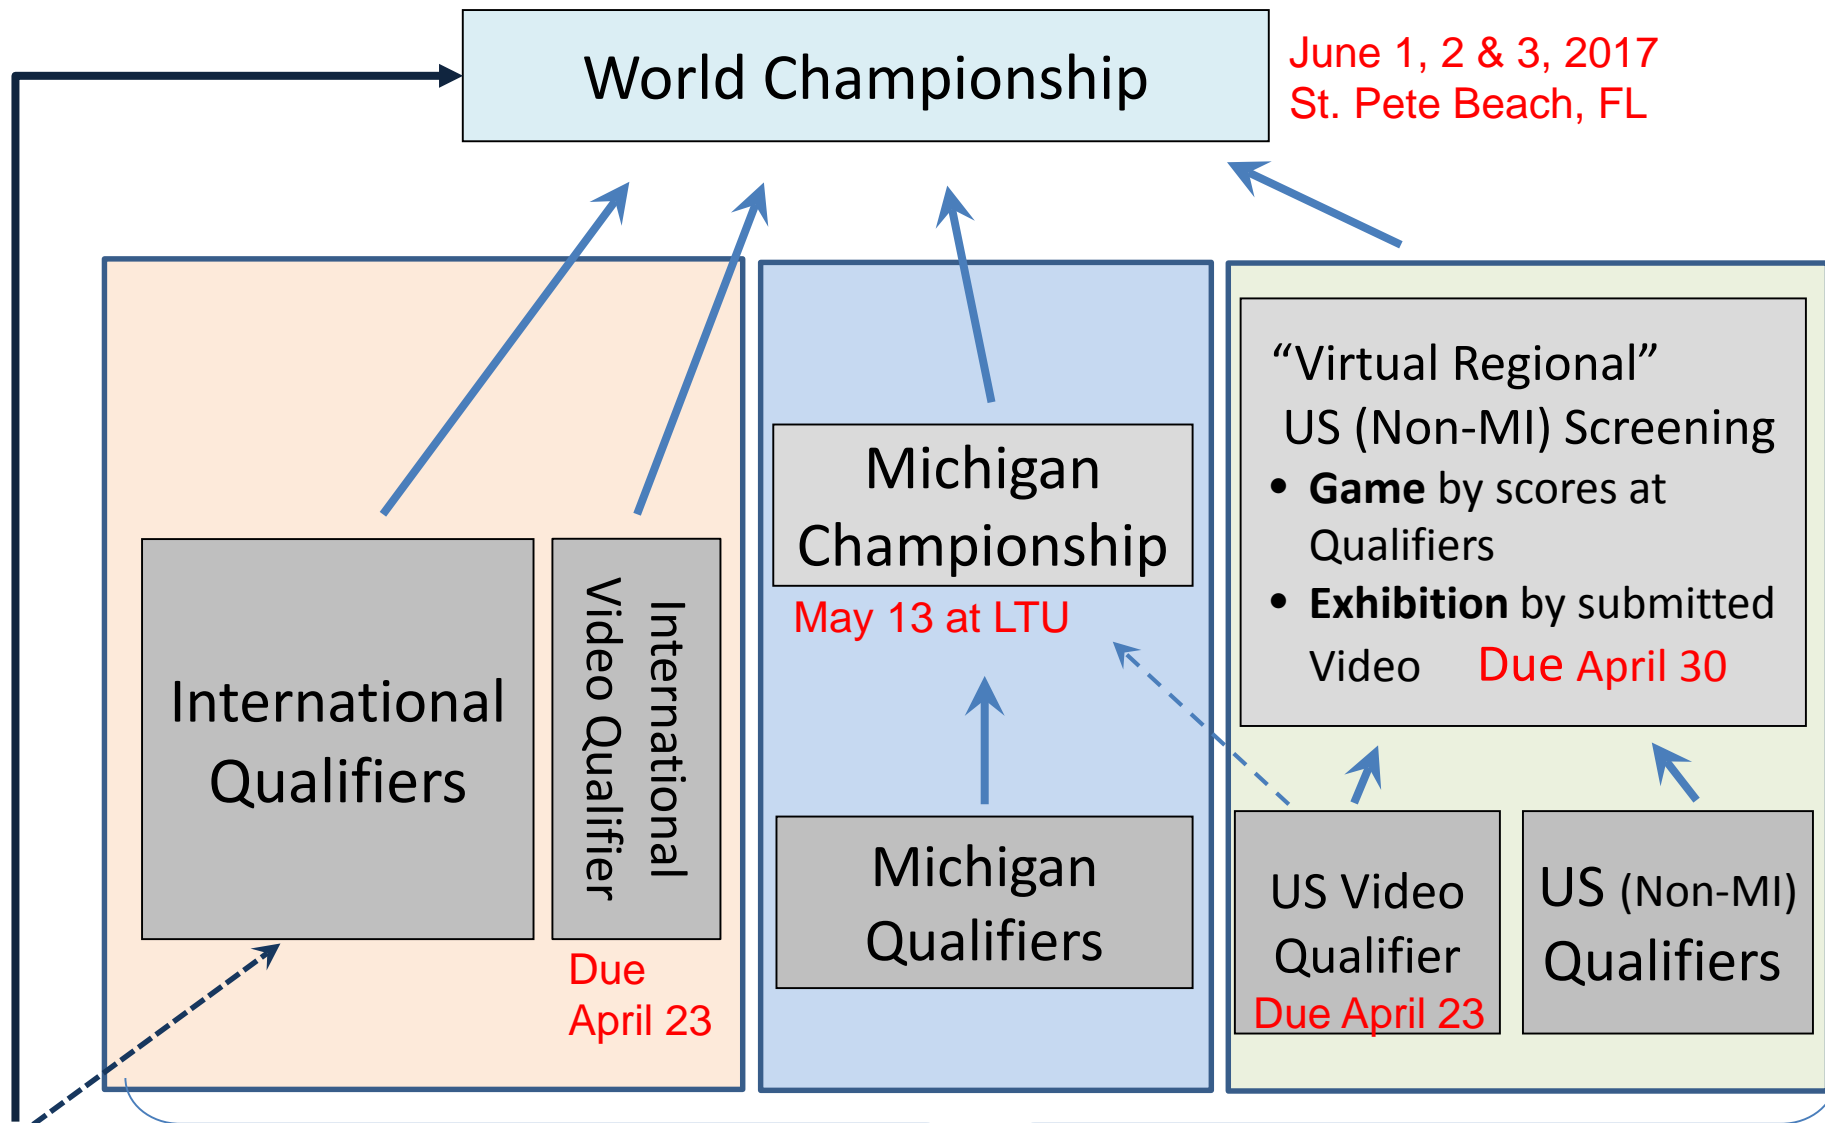 World Championship
June 1, 2 & 3, 2017
St. Pete Beach, FL
International
Qualifiers
International
Video Qualifier
Due
April 23
Michigan
Championship
May 13 at LTU
Michigan
Qualifiers
“Virtual Regional”
US (Non-MI) Screening
• Game by scores at
Qualifiers
• Exhibition by submitted
Video Due April 30
US Video
Qualifier
Due April 23
US (Non-MI)
Qualifiers